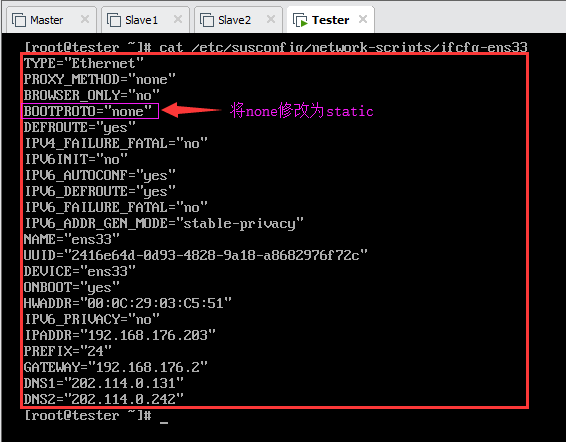 Master
Slave1
Slave2
Tester
[root@tester ~]# cat /etc/susconfig/network-scripts/ifcfg-ens33
TYPE="Ethernet"
PROXY_METHOD="none"
BROWSER_ONLY="no"
BOOTPROTO="none"
将none修改为static
DEFROUTE="yes"
IPV4_FAILURE_FATAL="no"
IPV6INIT="no"
IPV6_AUTOCONF="yes"
IPV6_DEFROUTE="yes"
IPV6_FAILURE_FATAL="no"
IPV6_ADDR_GEN_MODE="stable-privacy"
NAME="ens33"
UUID="2416e64d-0d93-4828-9a18-a8682976f72c"
DEVICE="ens33"
ONBOOT="yes"
HWADDR="00:0C:29:03:C5:51"
IPV6_PRIVACY="no"
IPADDR="192.168.176.203"
PREFIX="24"
GATEWAY="192.168.176.2"
DNS1="202.114.0.131"
DNS2="202.114.0.242"
[root@tester ~]# _